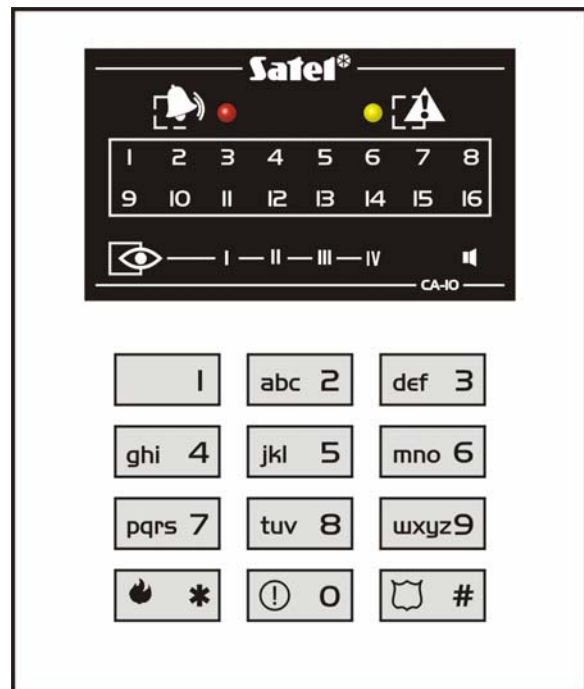 Satel®
1 2 3 4 5 6 7 8
9 10 11 12 13 14 15 16
I II III IV
CA-10
1 abc 2 def 3
ghi 4 jkl 5 mno 6
pqrs 7 tuv 8 wxyz 9
* ! 0 #